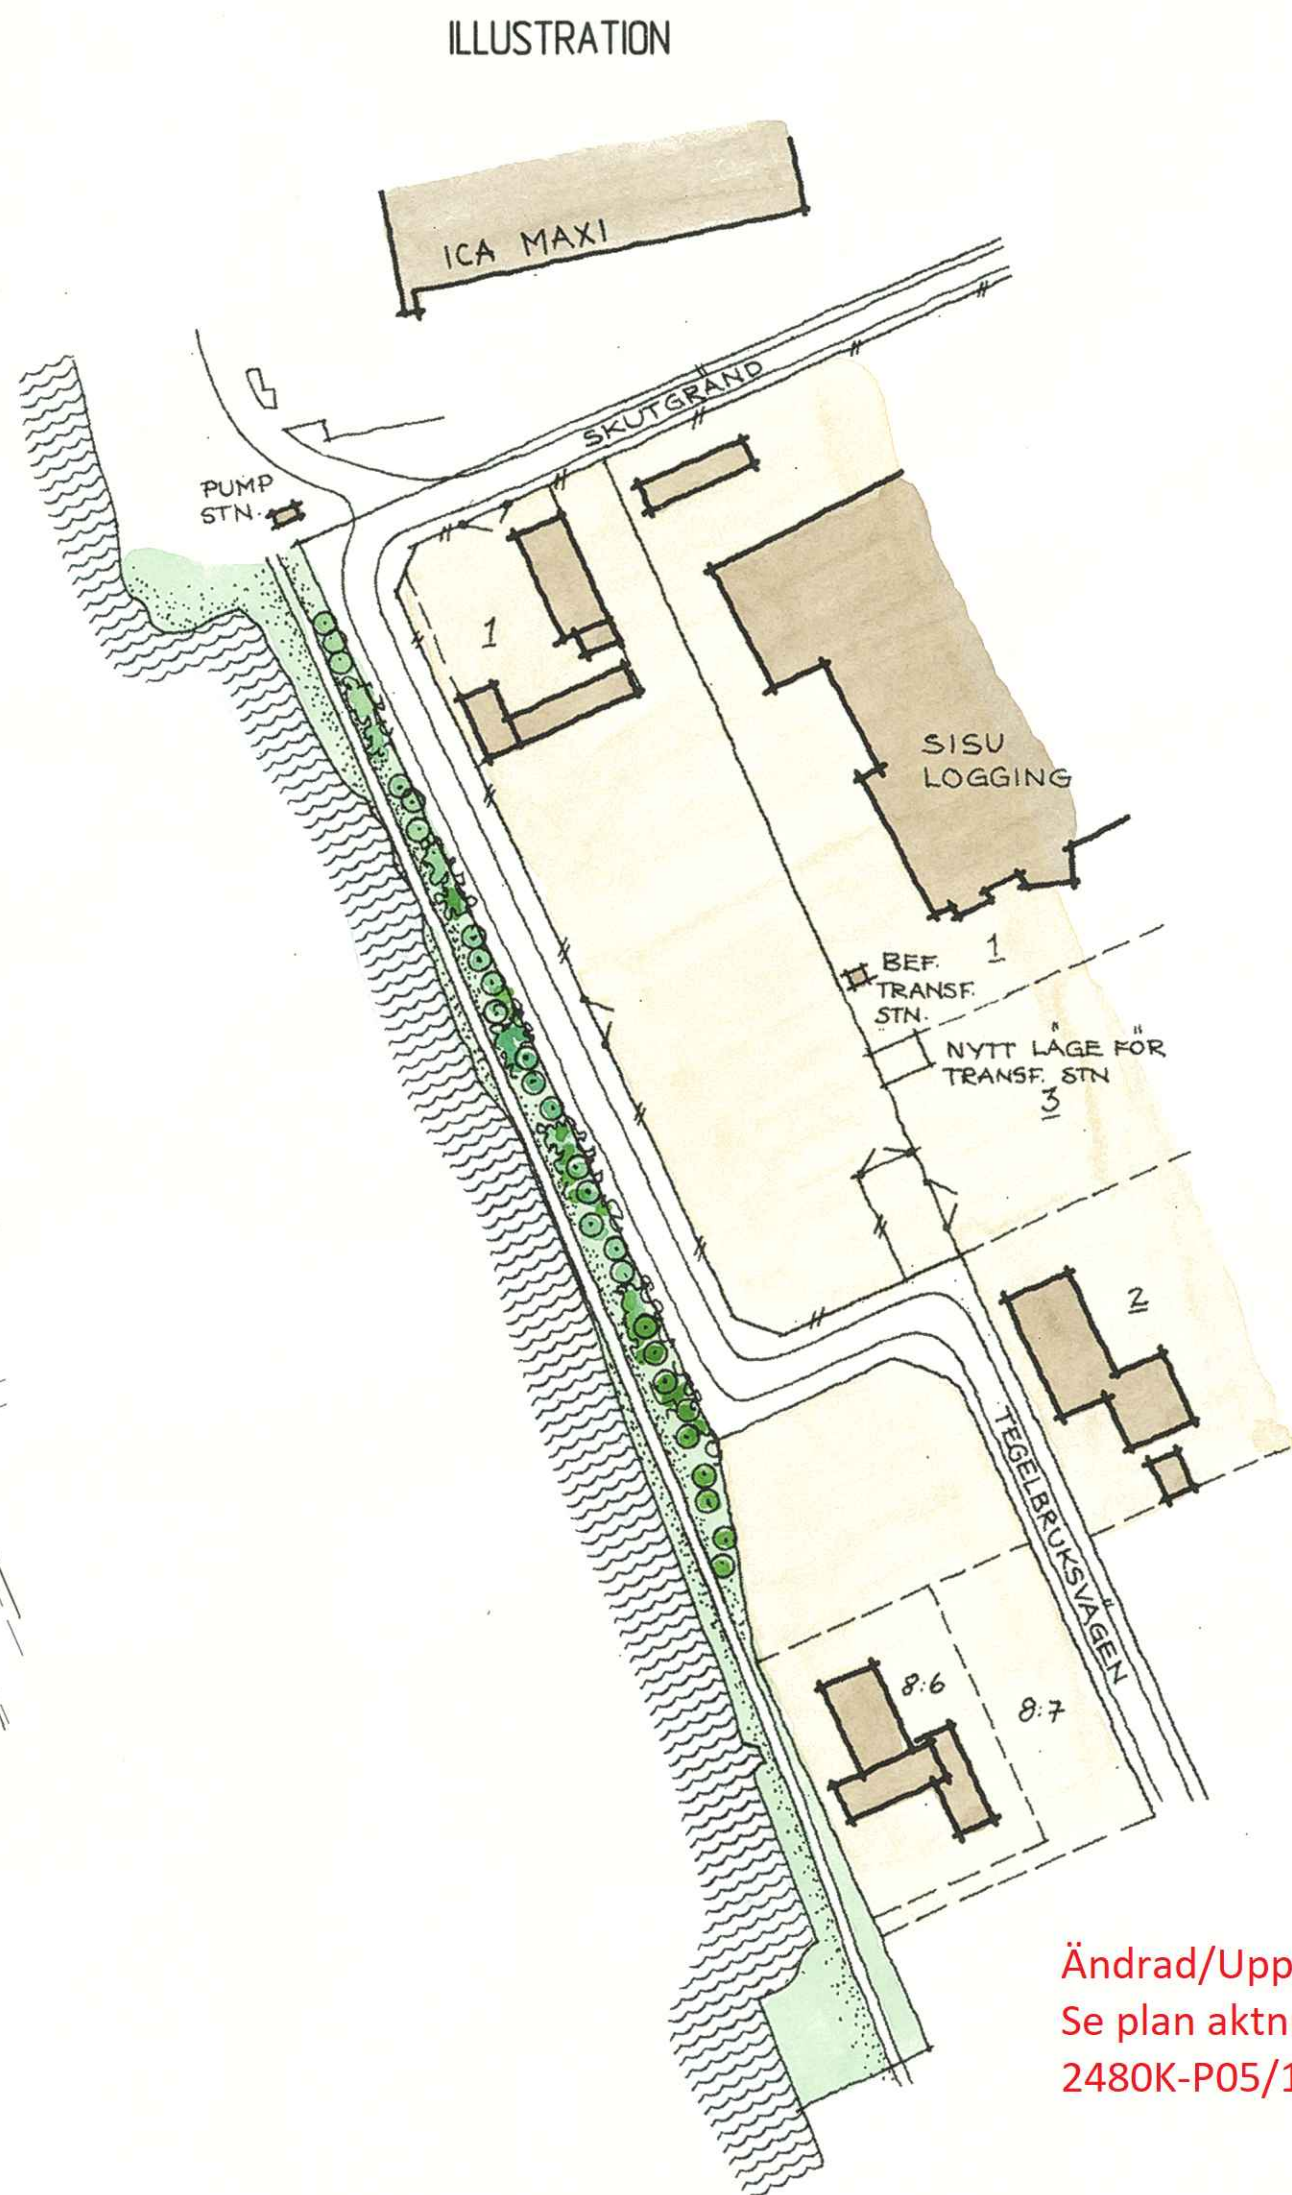 ILLUSTRATION
ICA MAXI
SKUTGRÄND
PUMP
STN.
1
SISU
LOGGING
1
BEF.
TRANSF.
STN.
NYTT LÄGE FÖR
TRANSF. STN
3
2
TEGELBRUKSVÄGEN
8:6
8:7
Ändrad/Upp
Se plan aktn
2480K-P05/1